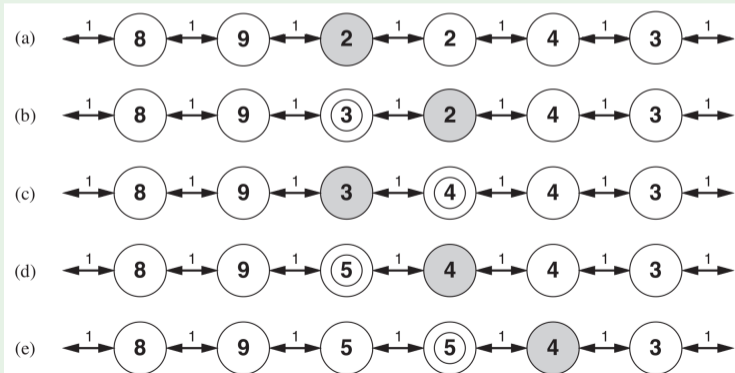 1 1 1 1 1 1 1
(a) 8 9 2 2 4 3
1 1 1 1 1 1 1
(b) 8 9 3 2 4 3
1 1 1 1 1 1 1
(c) 8 9 3 4 4 3
1 1 1 1 1 1 1
(d) 8 9 5 4 4 3
1 1 1 1 1 1 1
(e) 8 9 5 5 4 3